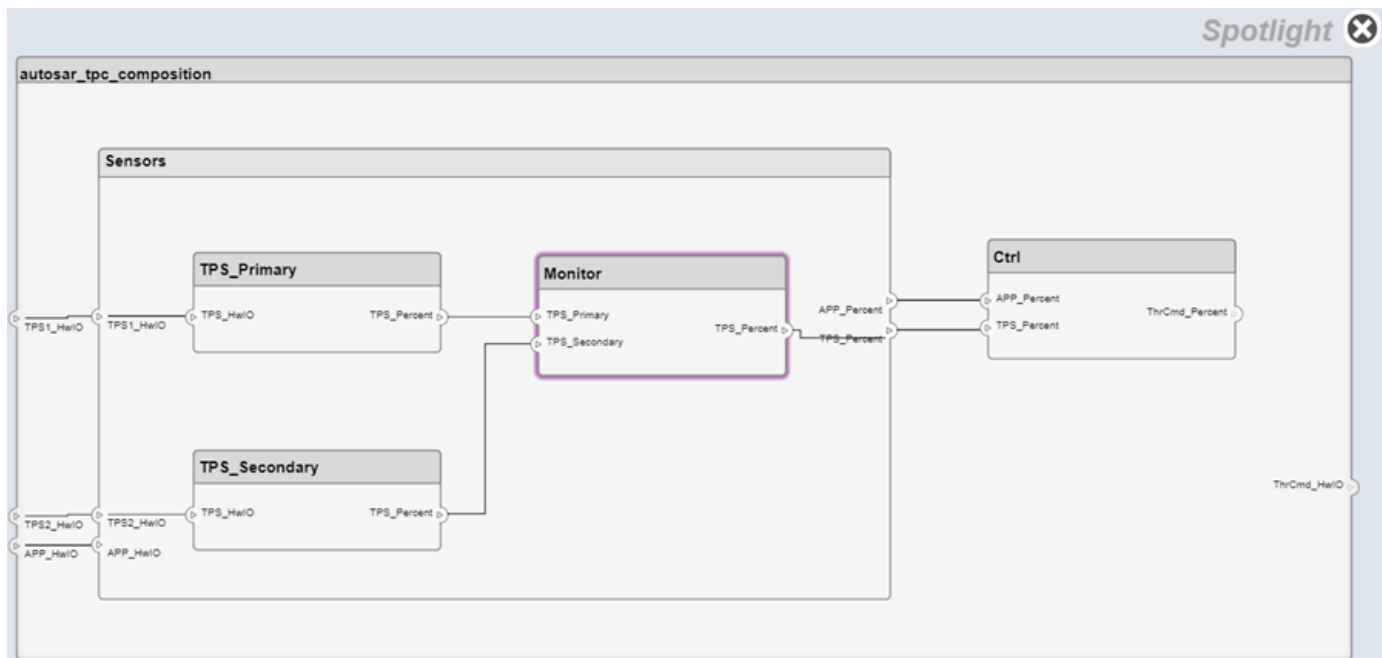 Spotlight
autosar_tpc_composition
Sensors
TPS_Primary
TPS_HwIO
TPS_Percent
Monitor
TPS_Primary
TPS_Secondary
TPS_Percent
APP_Percent
TPS_Percent
Ctrl
APP_Percent
TPS_Percent
ThrCmd_Percent
TPS1_HwIO
TPS1_HwIO
TPS_Secondary
TPS_HwIO
TPS_Percent
TPS2_HwIO
TPS2_HwIO
APP_HwIO
APP_HwIO
ThrCmd_HwIO